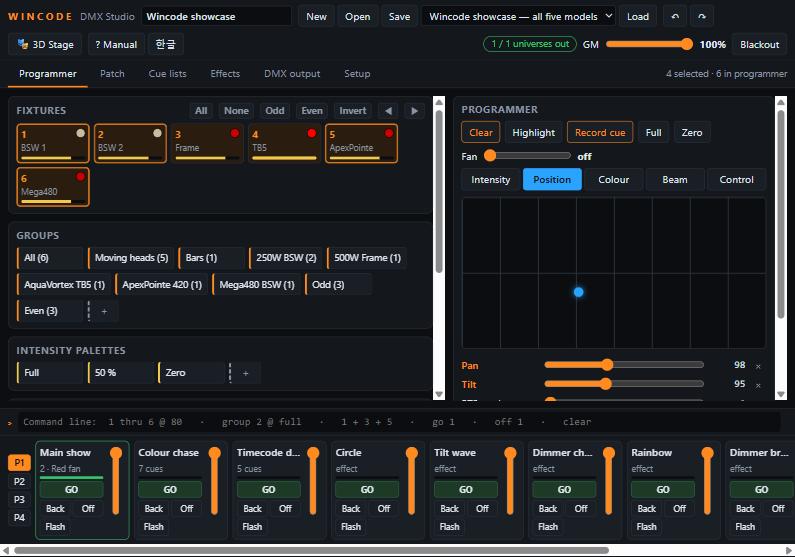 WINCODE DMX Studio Wincode showcase New Open Save Wincode showcase — all five models Load
3D Stage ? Manual 한글 1 / 1 universes out GM 100% Blackout
Programmer Patch Cue lists Effects DMX output Setup 4 selected · 6 in programmer
FIXTURES All None Odd Even Invert
1 2 3 4 5
BSW 1 BSW 2 Frame TB5 ApexPointe
6
Mega480
GROUPS
All (6) Moving heads (5) Bars (1) 250W BSW (2) 500W Frame (1)
AquaVortex TB5 (1) ApexPointe 420 (1) Mega480 BSW (1) Odd (3)
Even (3) +
INTENSITY PALETTES
Full 50 % Zero +
PROGRAMMER
Clear Highlight Record cue Full Zero
Fan off
Intensity Position Colour Beam Control
Pan 98 ×
Tilt 95 ×
> Command line: 1 thru 6 @ 80 · group 2 @ full · 1 + 3 + 5 · go 1 · off 1 · clear
P1 P2 P3 P4
Main show Colour chase Timecode d... Circle Tilt wave Dimmer ch... Rainbow Dimmer br...
2 · Red fan 7 cues 5 cues effect effect effect effect effect
GO GO GO GO GO GO GO GO
Back Off Back Off Back Off Back Off Back Off Back Off Back Off Back Off
Flash Flash Flash Flash Flash Flash Flash Flash